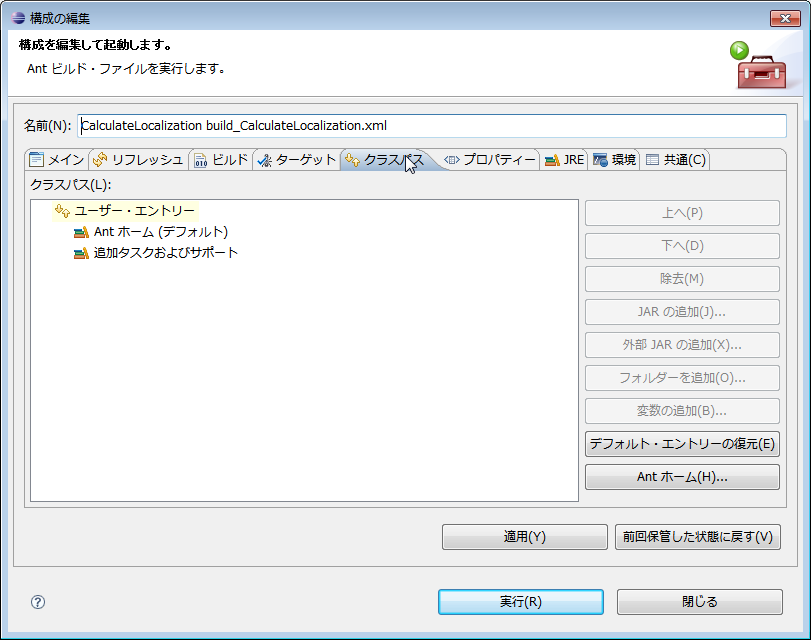 構成の編集
構成を編集して起動します。
Ant ビルド・ファイルを実行します。
名前(N): CalculateLocalization build_CalculateLocalization.xml
メイン リフレッシュ ビルド ターゲット クラスパス プロパティー JRE 環境 共通(C)
クラスパス(L):
ユーザー・エントリー
Ant ホーム (デフォルト)
追加タスクおよびサポート
上へ(P)
下へ(D)
除去(M)
JAR の追加(J)...
外部 JAR の追加(X)...
フォルダーを追加(O)...
変数の追加(B)...
デフォルト・エントリーの復元(E)
Ant ホーム(H)...
適用(Y) 前回保管した状態に戻す(V)
実行(R) 閉じる